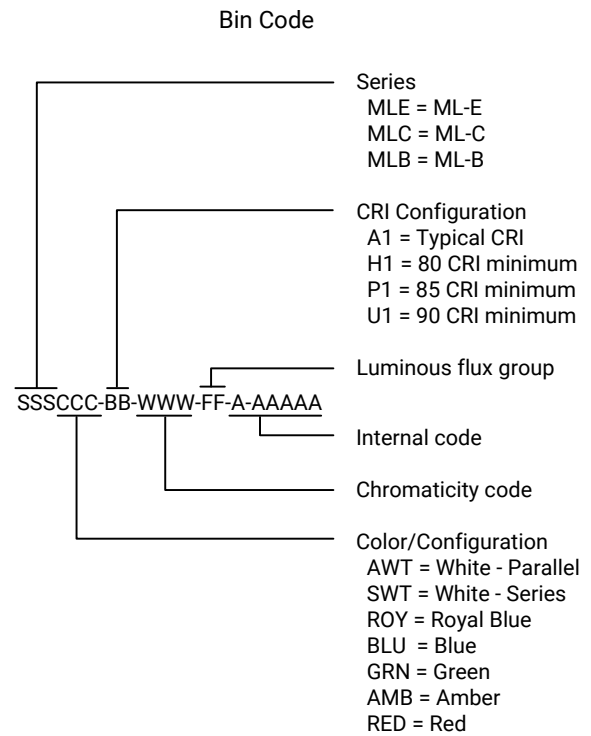 Bin Code
Series
MLE = ML-E
MLC = ML-C
MLB = ML-B
CRI Configuration
A1 = Typical CRI
H1 = 80 CRI minimum
P1 = 85 CRI minimum
U1 = 90 CRI minimum
Luminous flux group
SSSCCC-BB-WWW-FF-A-AAAAA
Internal code
Chromaticity code
Color/Configuration
AWT = White - Parallel
SWT = White - Series
ROY = Royal Blue
BLU = Blue
GRN = Green
AMB = Amber
RED = Red